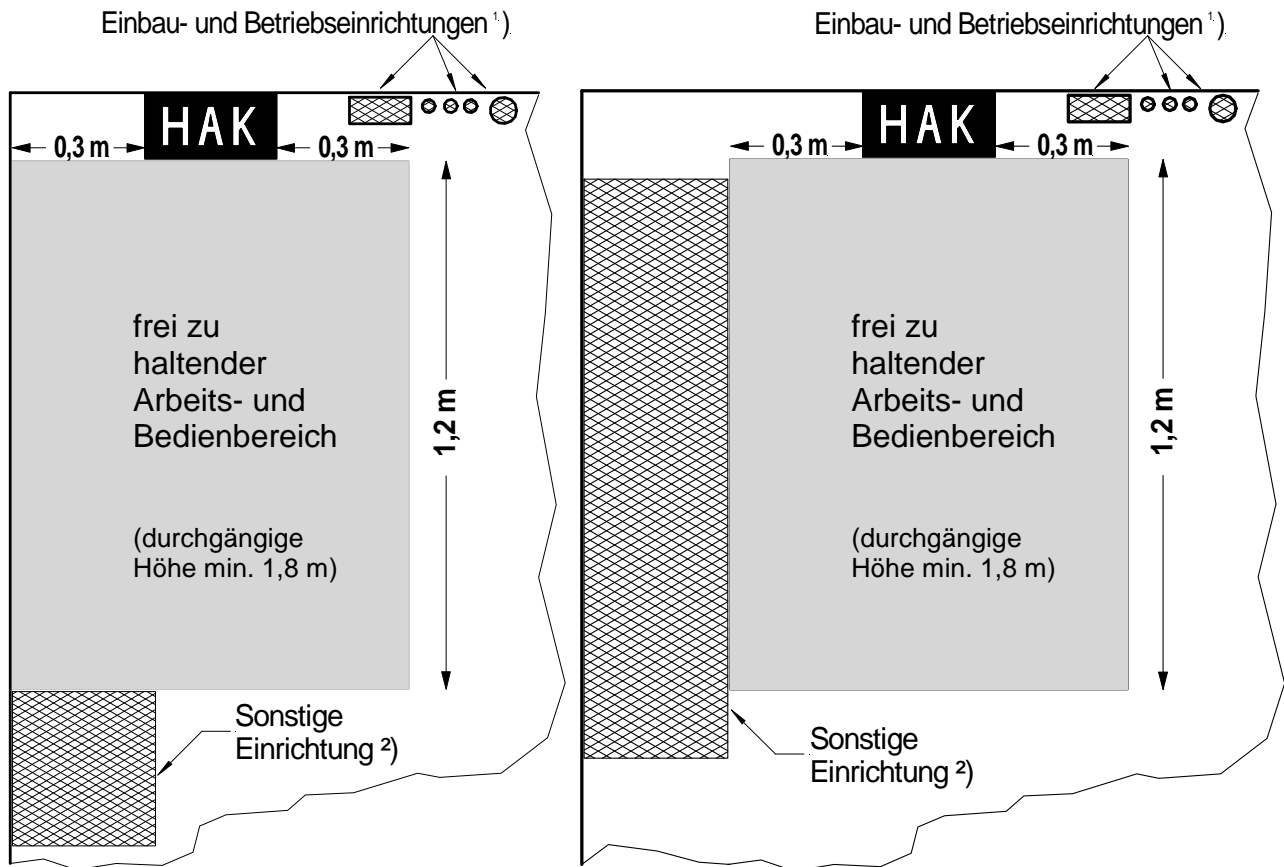 Einbau- und Betriebseinrichtungen ¹·)
HAK
0,3 m
0,3 m
frei zu
haltender
Arbeits- und
Bedienbereich
(durchgängige
Höhe min. 1,8 m)
1,2 m
Sonstige
Einrichtung ²)
Einbau- und Betriebseinrichtungen ¹·)
HAK
0,3 m
0,3 m
frei zu
haltender
Arbeits- und
Bedienbereich
(durchgängige
Höhe min. 1,8 m)
1,2 m
Sonstige
Einrichtung ²)